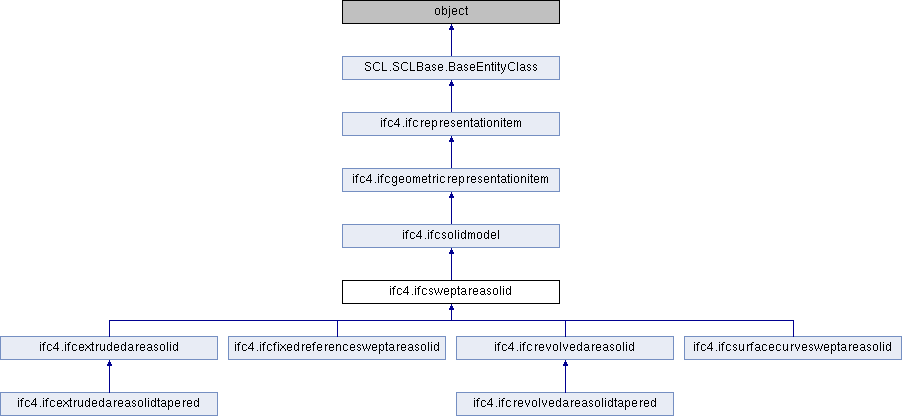 object
SCL.SCLBase.BaseEntityClass
ifc4.ifcrepresentationitem
ifc4.ifcgeometricrepresentationitem
ifc4.ifcsolidmodel
ifc4.ifcsweptareasolid
ifc4.ifcextrudedareasolid
ifc4.ifcfixedreferencesweptareasolid
ifc4.ifcrevolvedareasolid
ifc4.ifcsurfacecurvesweptareasolid
ifc4.ifcextrudedareasolidtapered
ifc4.ifcrevolvedareasolidtapered